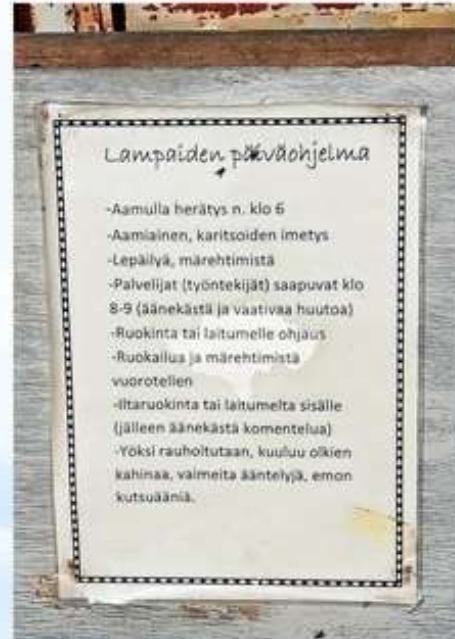 Lampaiden päiväohjelma
-Aamulla herätys n. klo 6
-Aamiainen, karitsoiden imetys
-Lepäilyä, märehtimistä
-Palvelijat (työntekijät) saapuvat klo
8-9 (äänekästä ja vaativaa huutoa)
-Ruokinta tai laitumelle ohjaus
-Ruokailua ja märehtimistä
vuorotellen
-Iltaruokinta tai laitumelta sisälle
(jälleen äänekästä komentelua)
-Yöksi rauhoitutaan, kuuluu olkien
kahinaa, vaimeita ääntelyjä, emon
kutsuääniä.